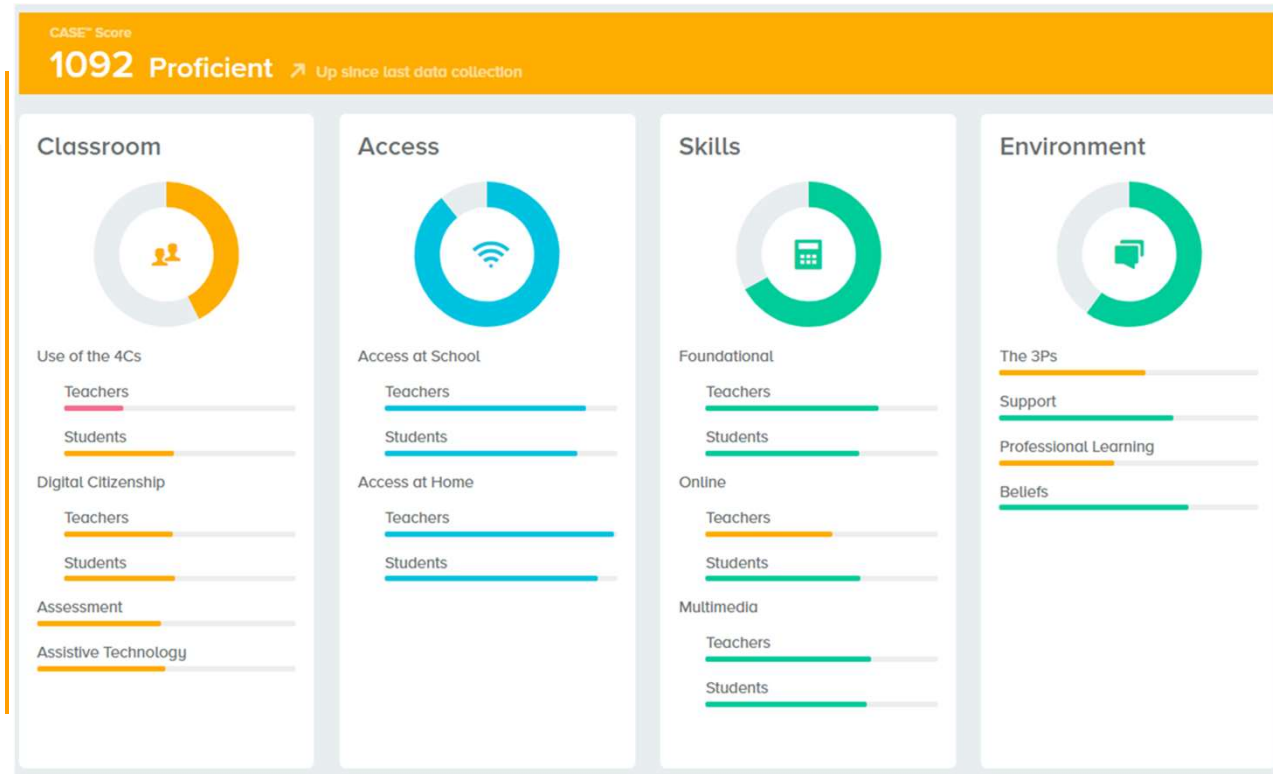 CASE™ Score
1092 Proficient ↗ Up since last data collection
Classroom
Use of the 4Cs
Teachers
Students
Digital Citizenship
Teachers
Students
Assessment
Assistive Technology
Access
Access at School
Teachers
Students
Access at Home
Teachers
Students
Skills
Foundational
Teachers
Students
Online
Teachers
Students
Multimedia
Teachers
Students
Environment
The 3Ps
Support
Professional Learning
Beliefs